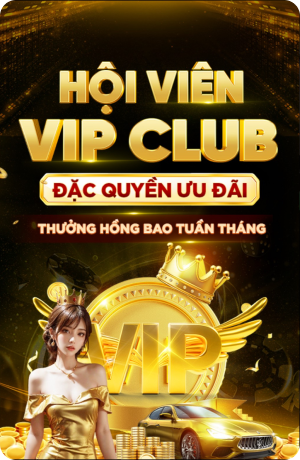 HỘI VIÊN
VIP CLUB
ĐẶC QUYỀN ƯU ĐÃI
THƯỞNG HỒNG BAO TUẦN THÁNG
VIP